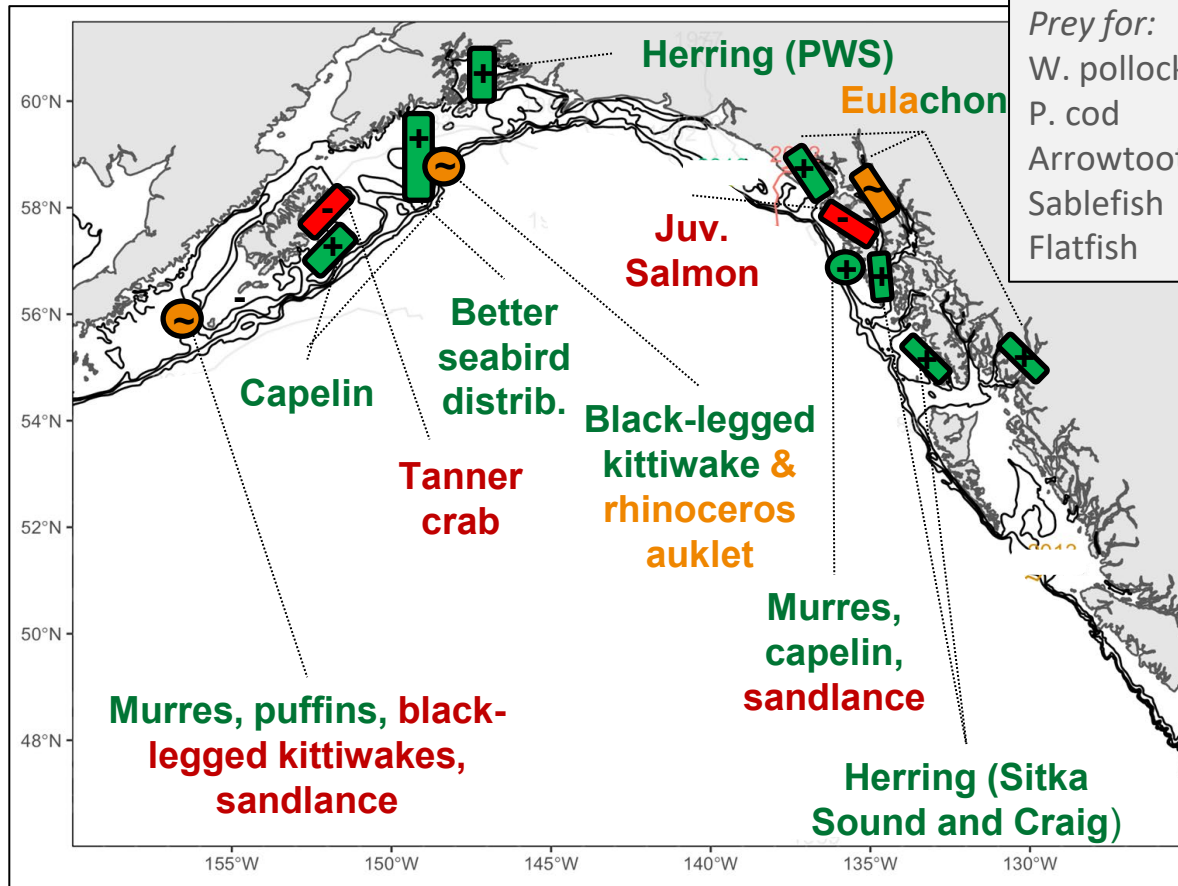 Prey for:
W. pollock
P. cod
Arrowtoot
Sablefish
Flatfish
Herring (PWS)
Eulachon
Juv.
Salmon
Better
seabird
distrib.
Capelin
Tanner
crab
Black-legged
kittiwake &
rhinoceros
auklet
Murres,
capelin,
sandlance
Murres, puffins, black-
legged kittiwakes,
sandlance
Herring (Sitka
Sound and Craig)
+
+
~
-
+
-
~
+
~
-
+
+
+
+
1977
60°N
58°N
56°N
54°N
52°N
50°N
48°N
155°W
150°W
145°W
140°W
135°W
130°W